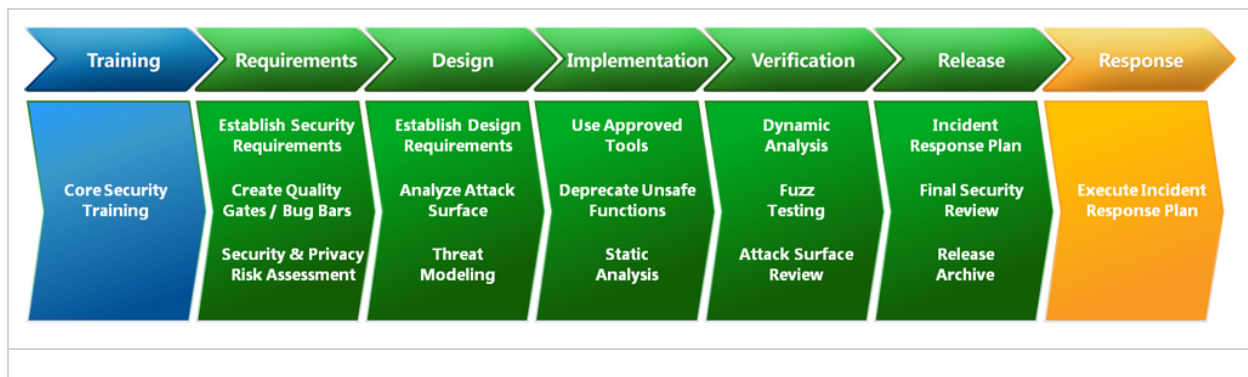 Training
Requirements
Design
Implementation
Verification
Release
Response
Core Security
Training
Establish Security
Requirements
Create Quality
Gates / Bug Bars
Security & Privacy
Risk Assessment
Establish Design
Requirements
Analyze Attack
Surface
Threat
Modeling
Use Approved
Tools
Deprecate Unsafe
Functions
Static
Analysis
Dynamic
Analysis
Fuzz
Testing
Attack Surface
Review
Incident
Response Plan
Final Security
Review
Release
Archive
Execute Incident
Response Plan